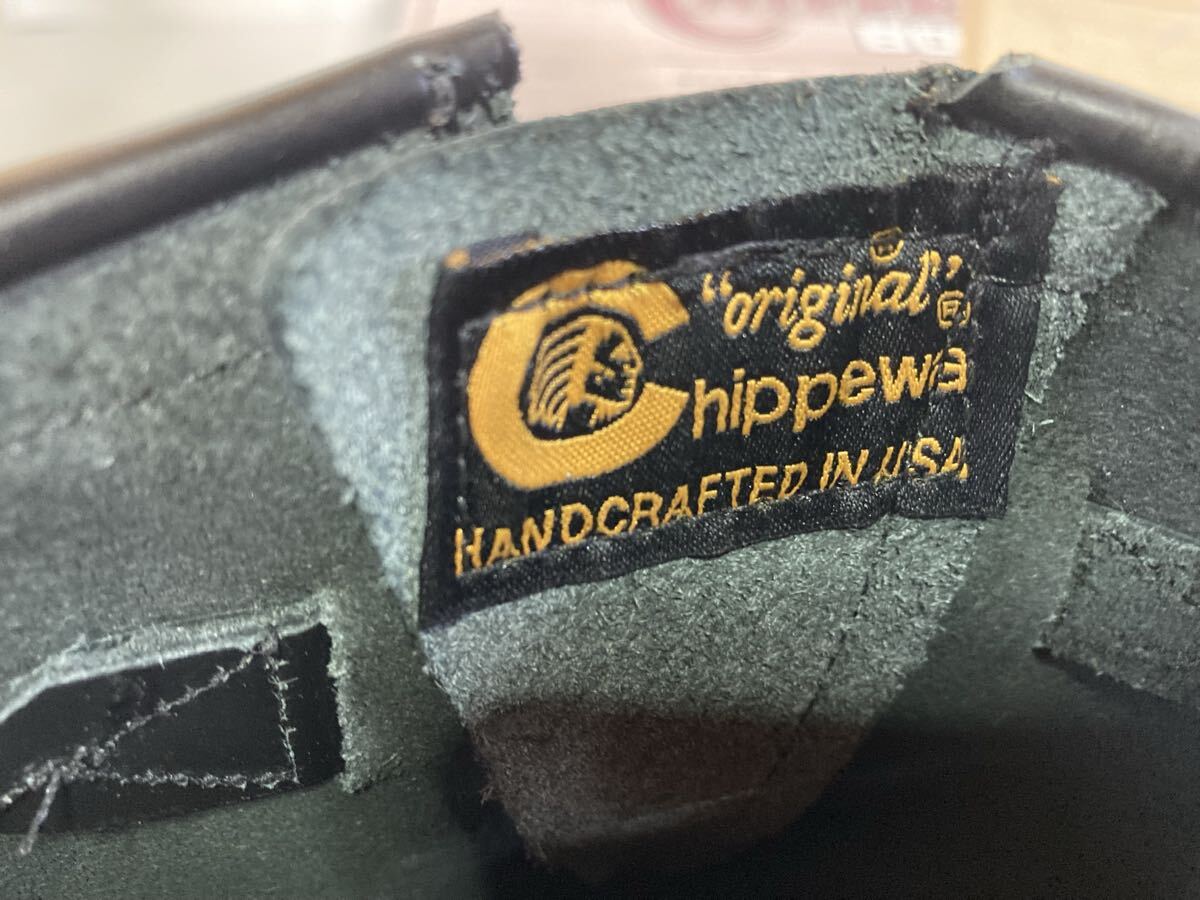 "original" ®
Chippewa
HANDCRAFTED IN USA